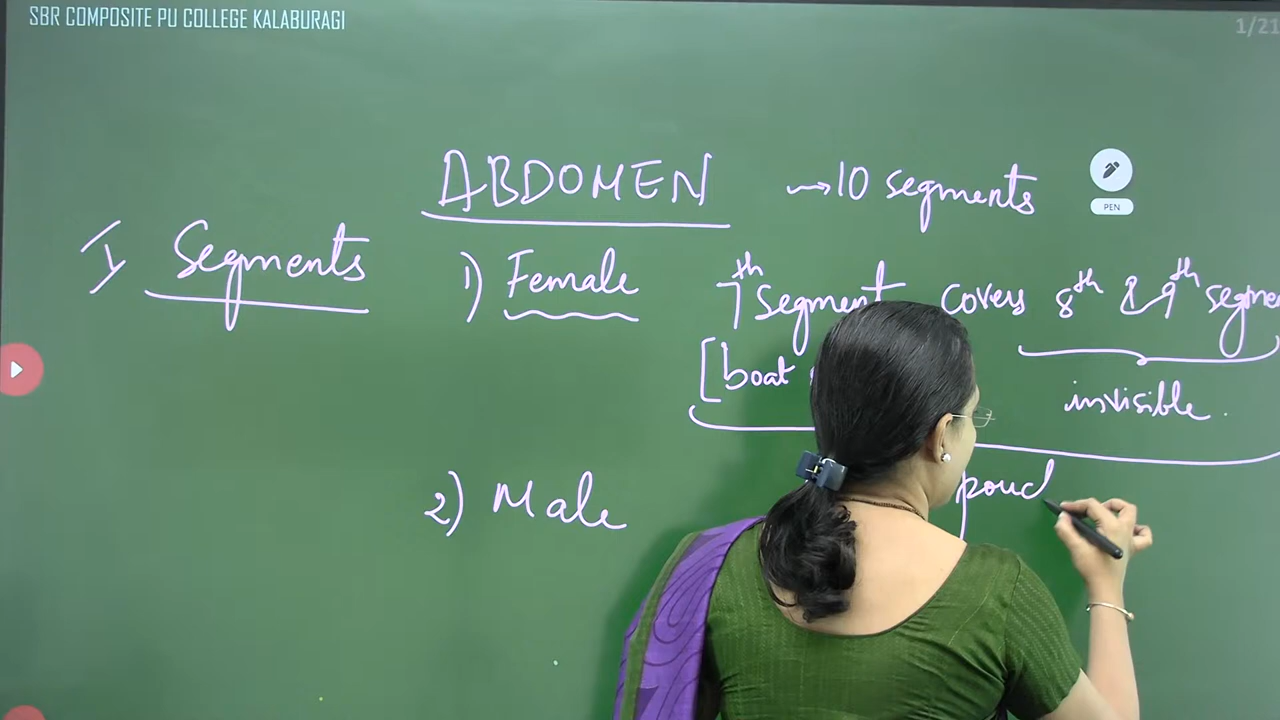 SBR COMPOSITE PU COLLEGE KALABURAGI
1/21
ABDOMEN → 10 segments
PEN
I Segments
1) Female 7th Segment covers 8th & 9th segme
[boat
invisible.
2) Male
pouc